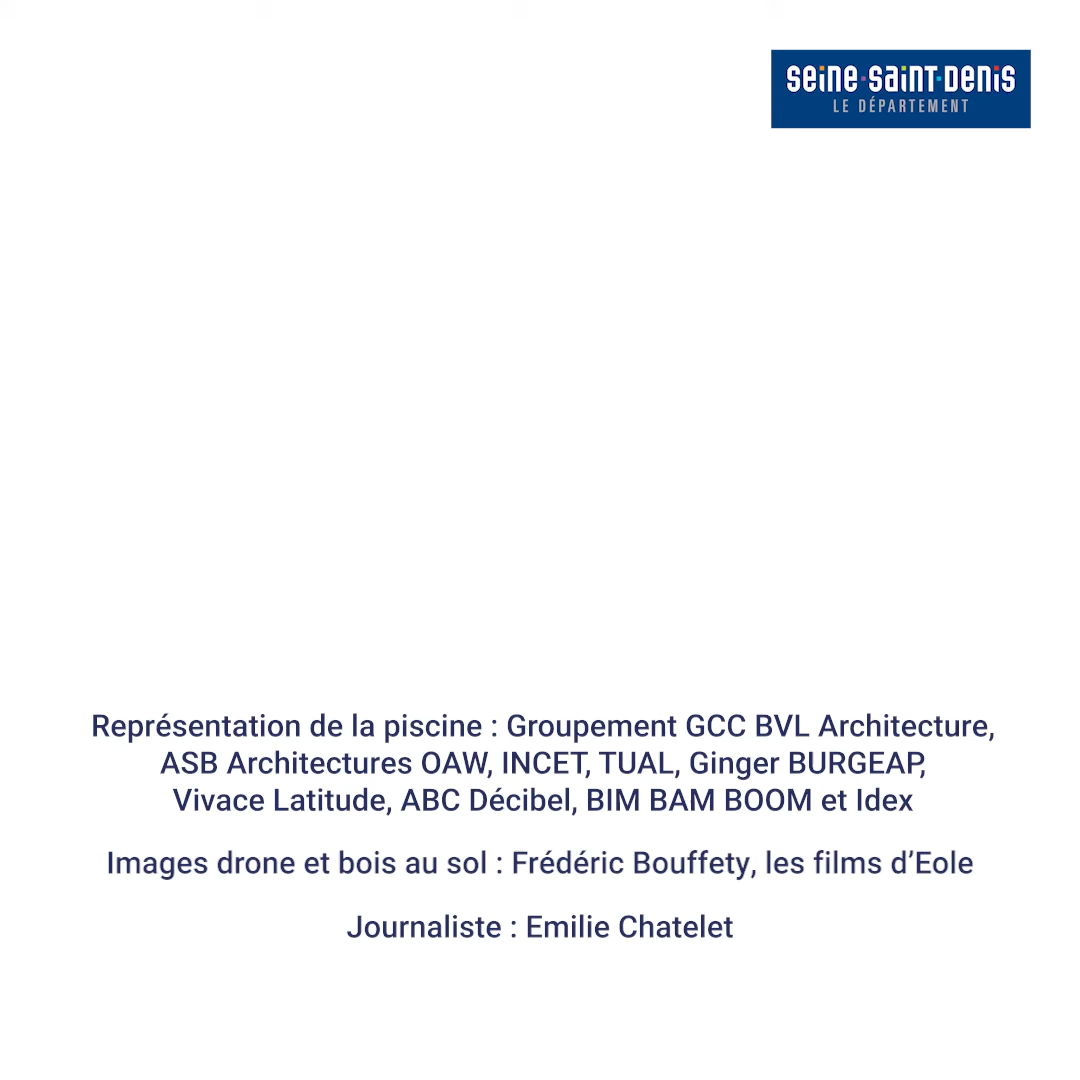 seine·saint·denis
LE DÉPARTEMENT
Représentation de la piscine : Groupement GCC BVL Architecture,
ASB Architectures OAW, INCET, TUAL, Ginger BURGEAP,
Vivace Latitude, ABC Décibel, BIM BAM BOOM et Idex
Images drone et bois au sol : Frédéric Bouffety, les films d’Eole
Journaliste : Emilie Chatelet